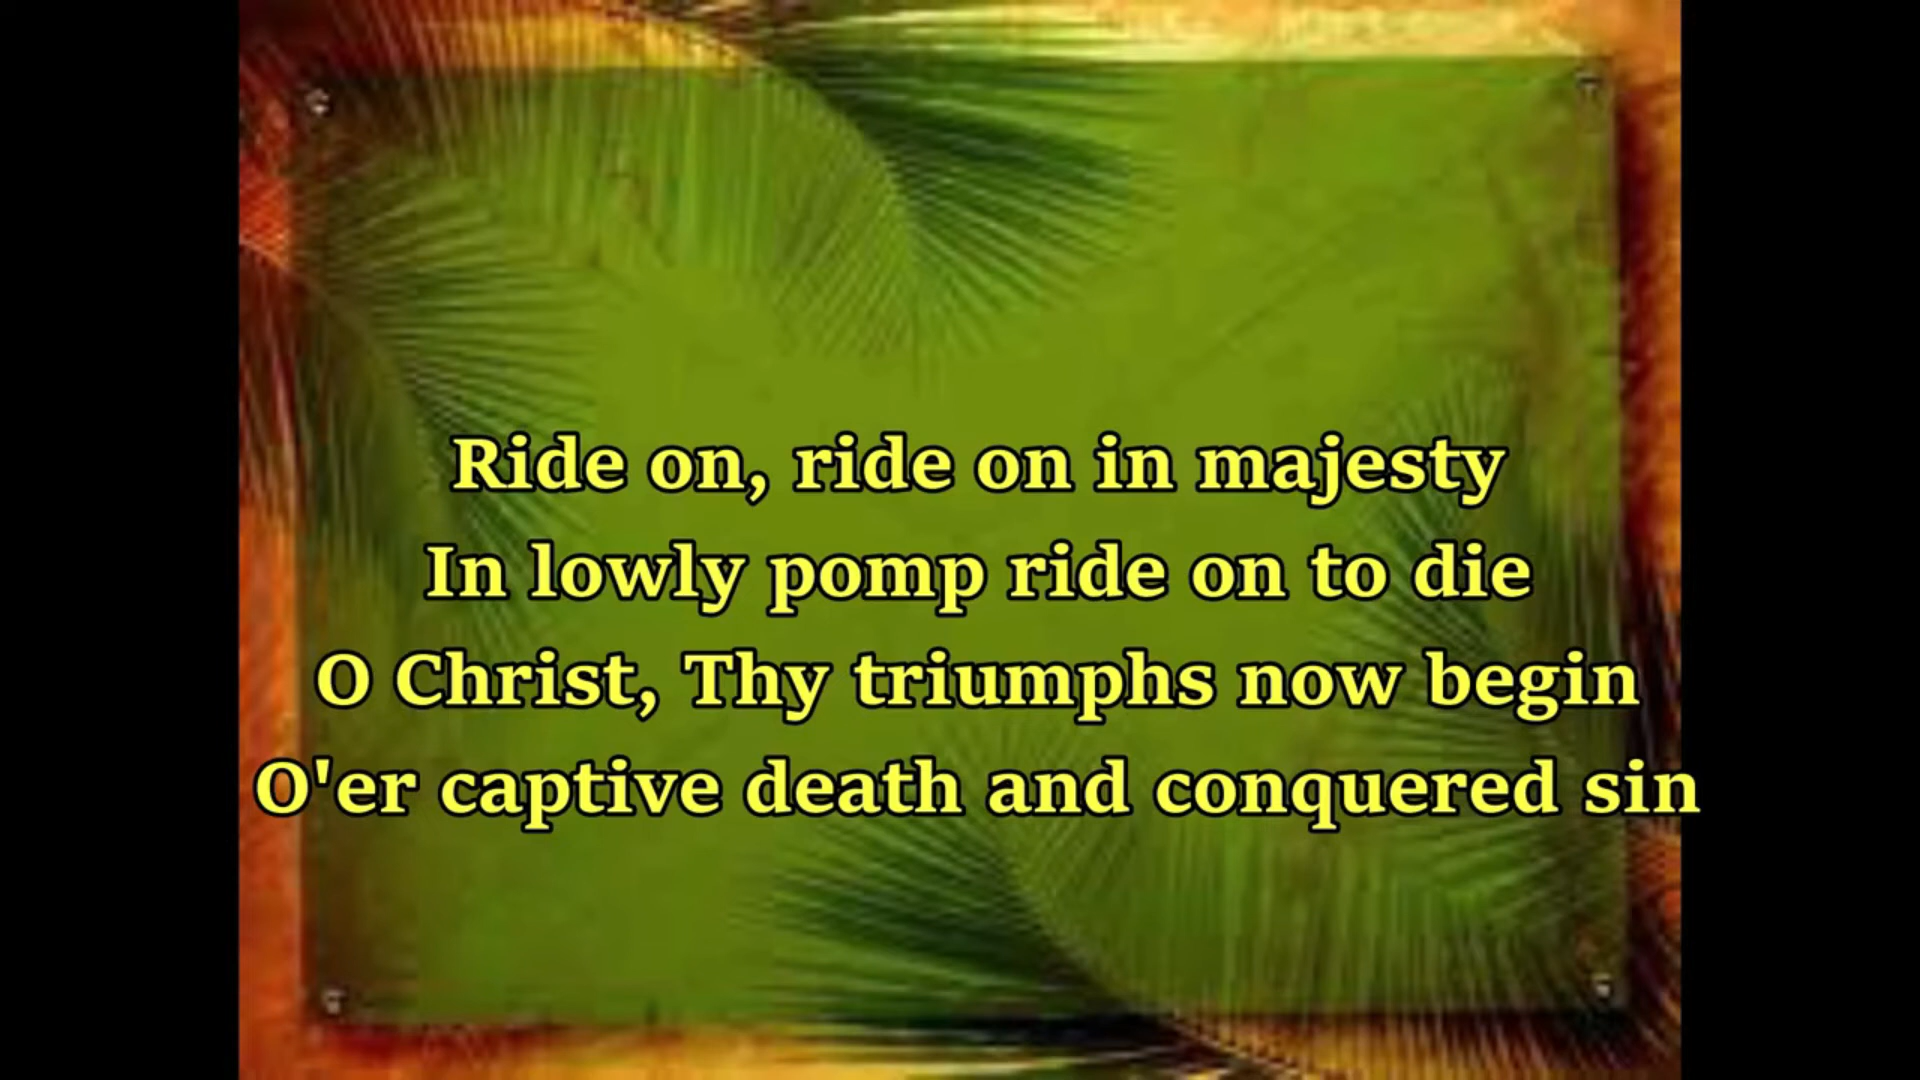 Ride on, ride on in majesty
In lowly pomp ride on to die
O Christ, Thy triumphs now begin
O'er captive death and conquered sin